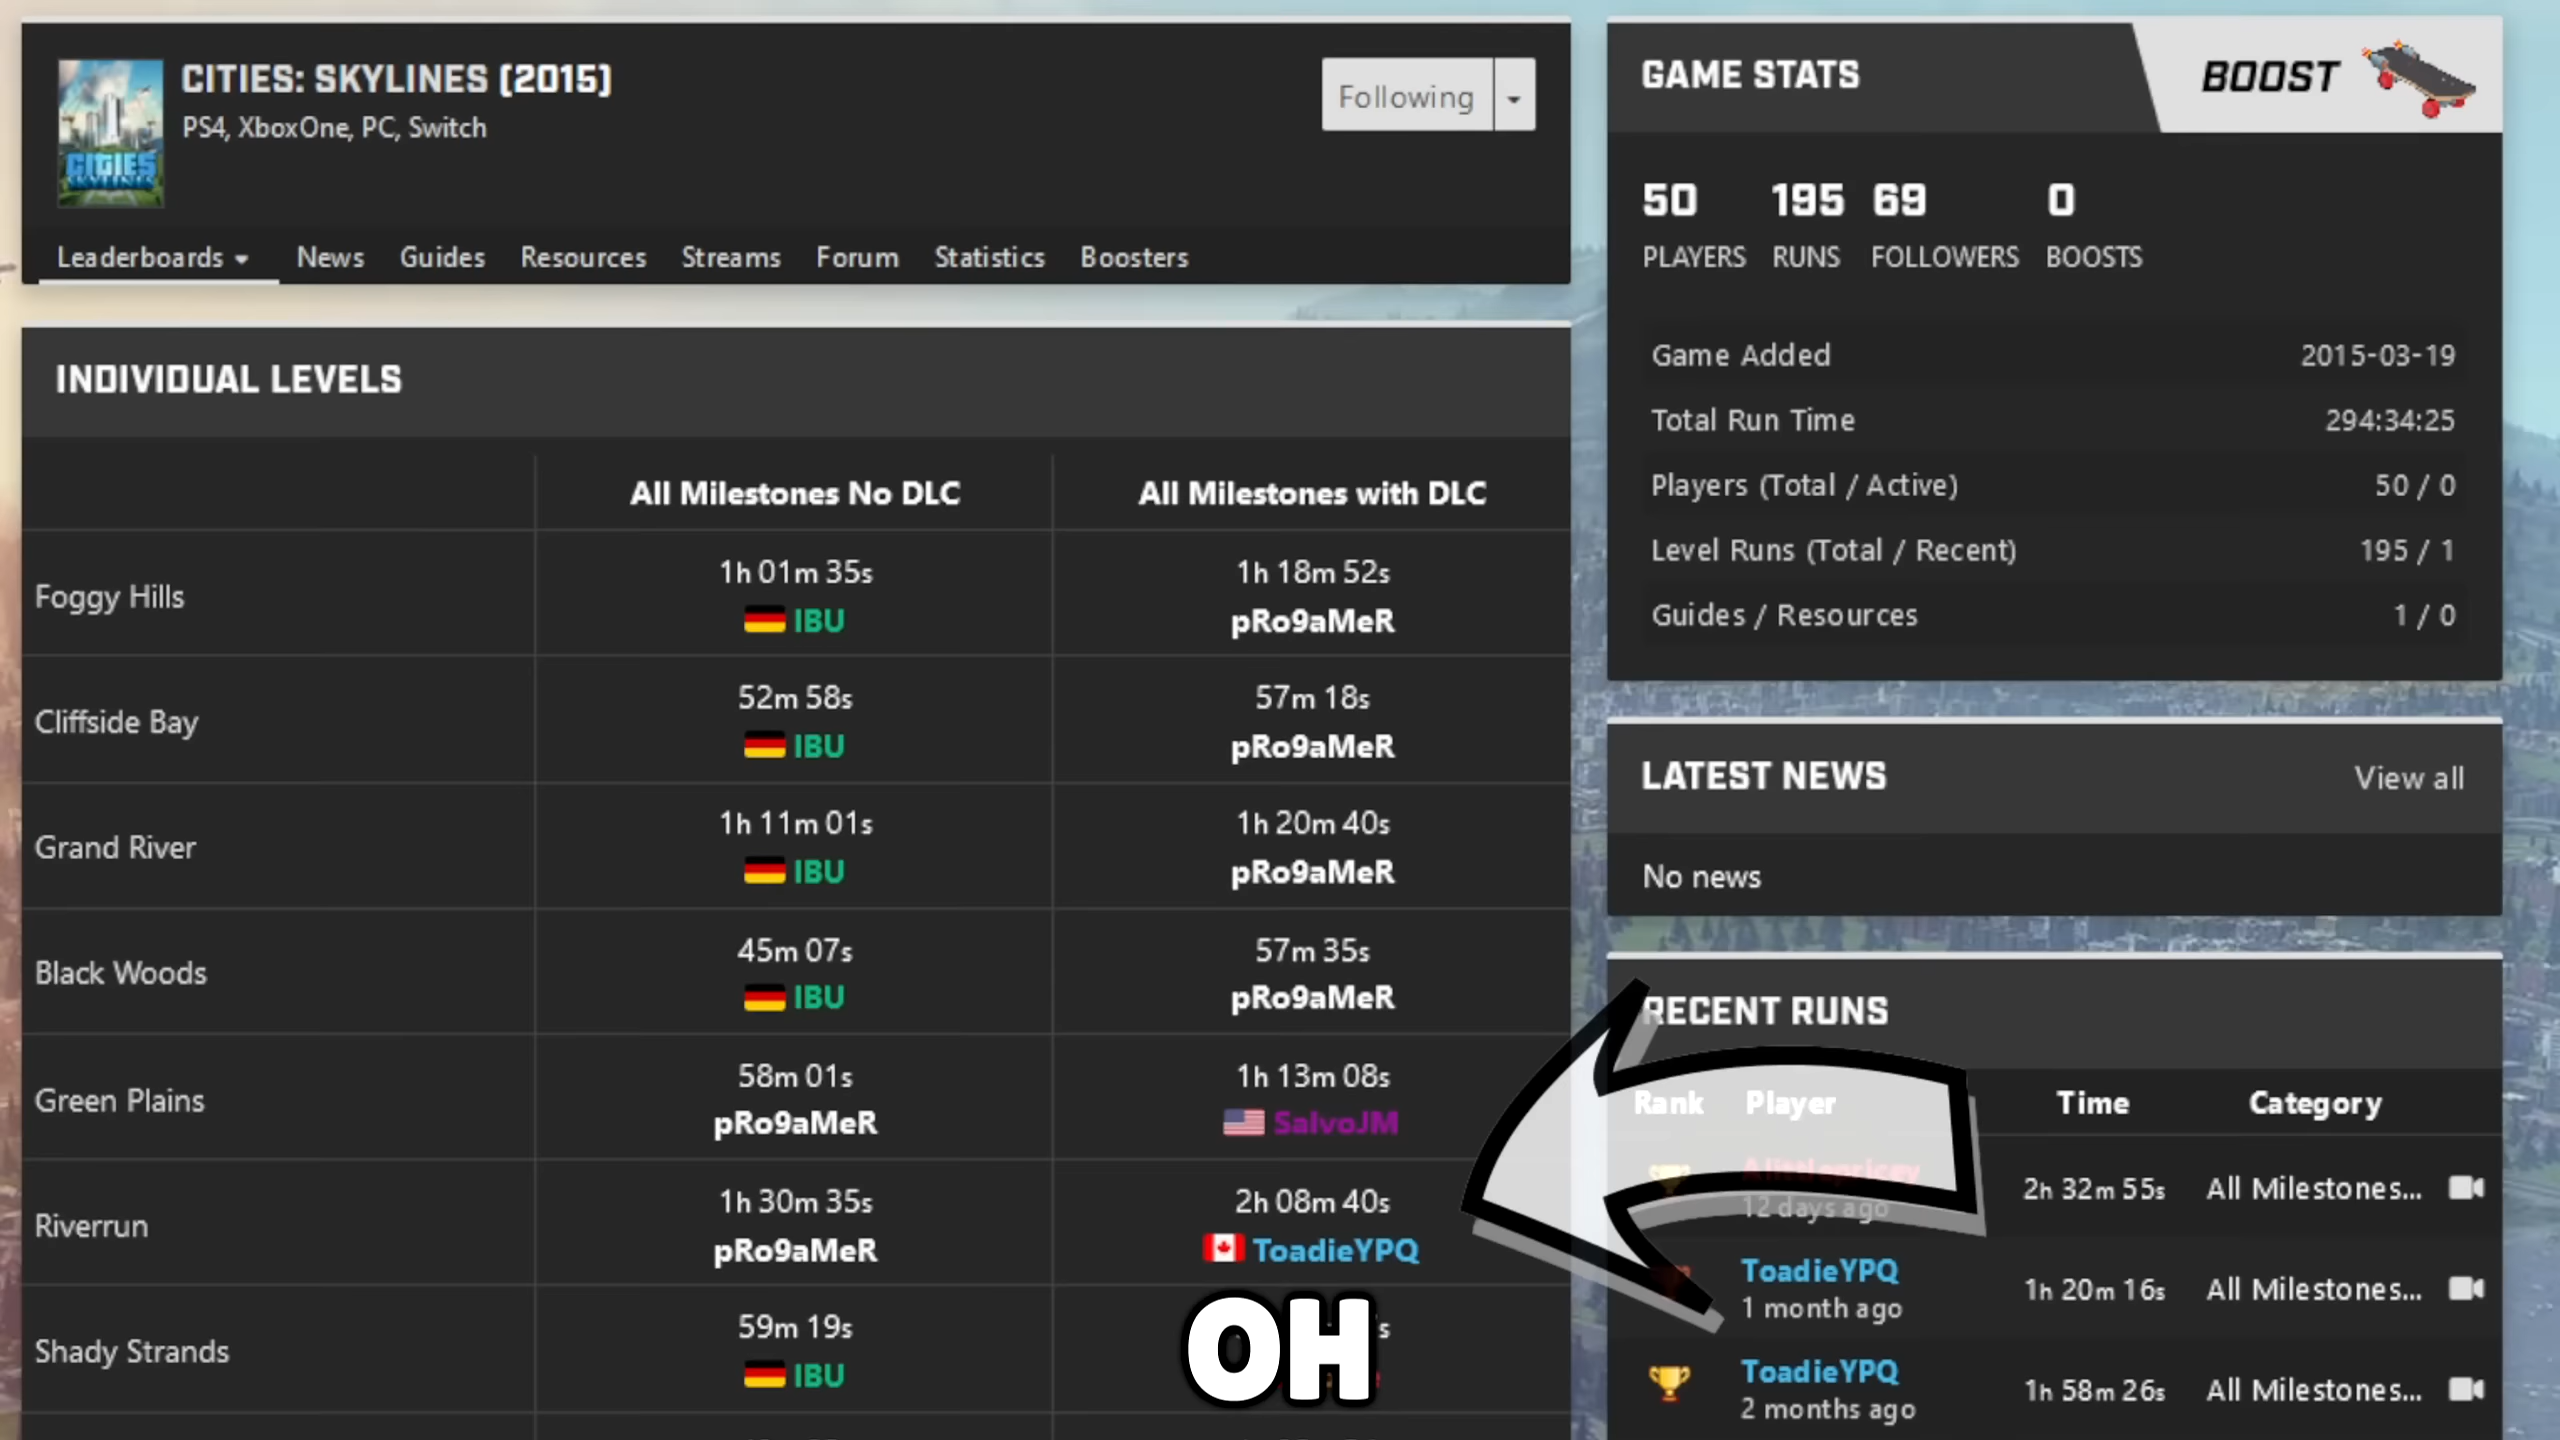 CITIES: SKYLINES (2015)
PS4, XboxOne, PC, Switch
Following
Leaderboards News Guides Resources Streams Forum Statistics Boosters
INDIVIDUAL LEVELS
All Milestones No DLC All Milestones with DLC
Foggy Hills
1h 01m 35s
IBU
1h 18m 52s
pRo9aMeR
Cliffside Bay
52m 58s
IBU
57m 18s
pRo9aMeR
Grand River
1h 11m 01s
IBU
1h 20m 40s
pRo9aMeR
Black Woods
45m 07s
IBU
57m 35s
pRo9aMeR
Green Plains
58m 01s
pRo9aMeR
1h 13m 08s
SalvoJM
Riverrun
1h 30m 35s
pRo9aMeR
2h 08m 40s
ToadieYPQ
Shady Strands
59m 19s
IBU
OH
GAME STATS
BOOST
50 195 69 0
PLAYERS RUNS FOLLOWERS BOOSTS
Game Added 2015-03-19
Total Run Time 294:34:25
Players (Total / Active) 50 / 0
Level Runs (Total / Recent) 195 / 1
Guides / Resources 1 / 0
LATEST NEWS View all
No news
RECENT RUNS
Rank Player Time Category
12 days ago
2h 32m 55s All Milestones...
ToadieYPQ
1 month ago
1h 20m 16s All Milestones...
ToadieYPQ
2 months ago
1h 58m 26s All Milestones...
CITIES
SKYLINES